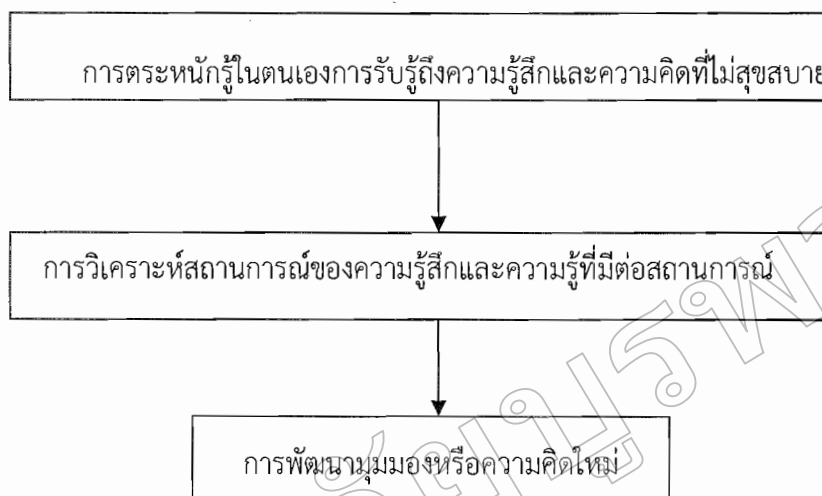 การตระหนักรู้ในตนเองการรับรู้ถึงความรู้สึกและความคิดที่ไม่สุขสบาย
การวิเคราะห์สถานการณ์ของความรู้สึกและความรู้ที่มีต่อสถานการณ์
การพัฒนามุมมองหรือความคิดใหม่